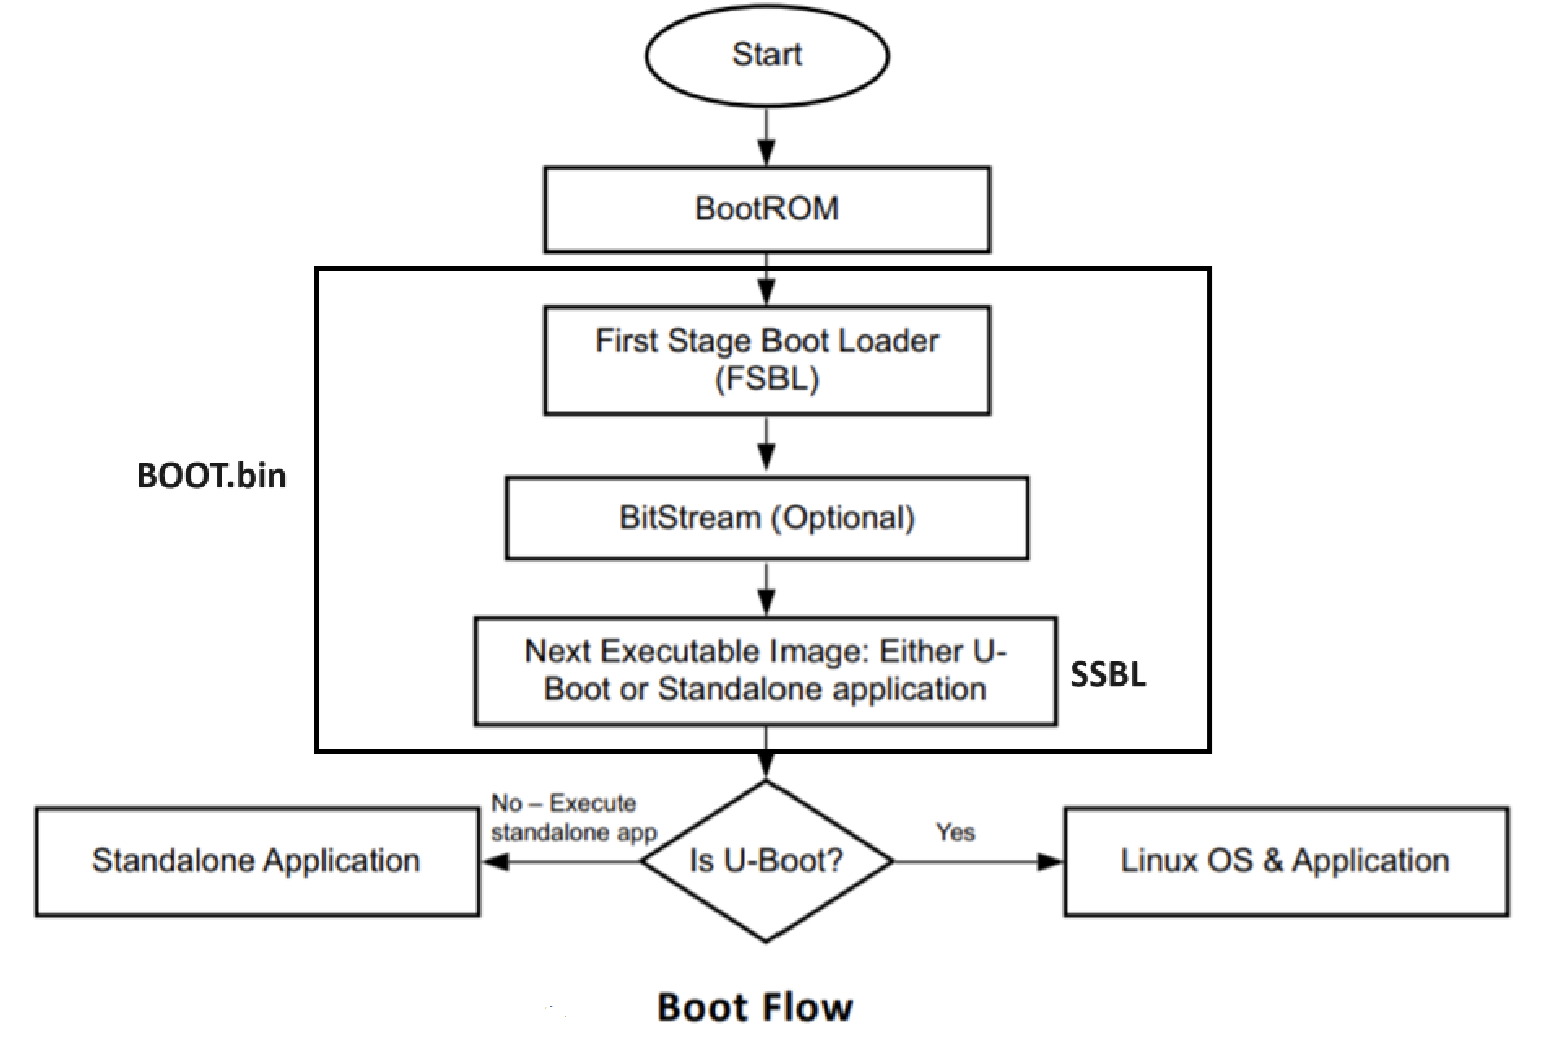 Start
BootROM
First Stage Boot Loader
(FSBL)
BOOT.bin
BitStream (Optional)
Next Executable Image: Either U-
Boot or Standalone application
SSBL
No – Execute
standalone app
Yes
Standalone Application
Is U-Boot?
Linux OS & Application
Boot Flow